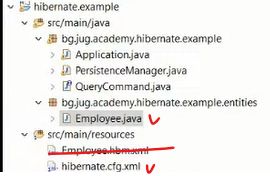 hibernate.example
src/main/java
bg.jug.academy.hibernate.example
Application.java
PersistenceManager.java
QueryCommand.java
bg.jug.academy.hibernate.example.entities
Employee.java
src/main/resources
Employee.hbm.xml
hibernate.cfg.xml